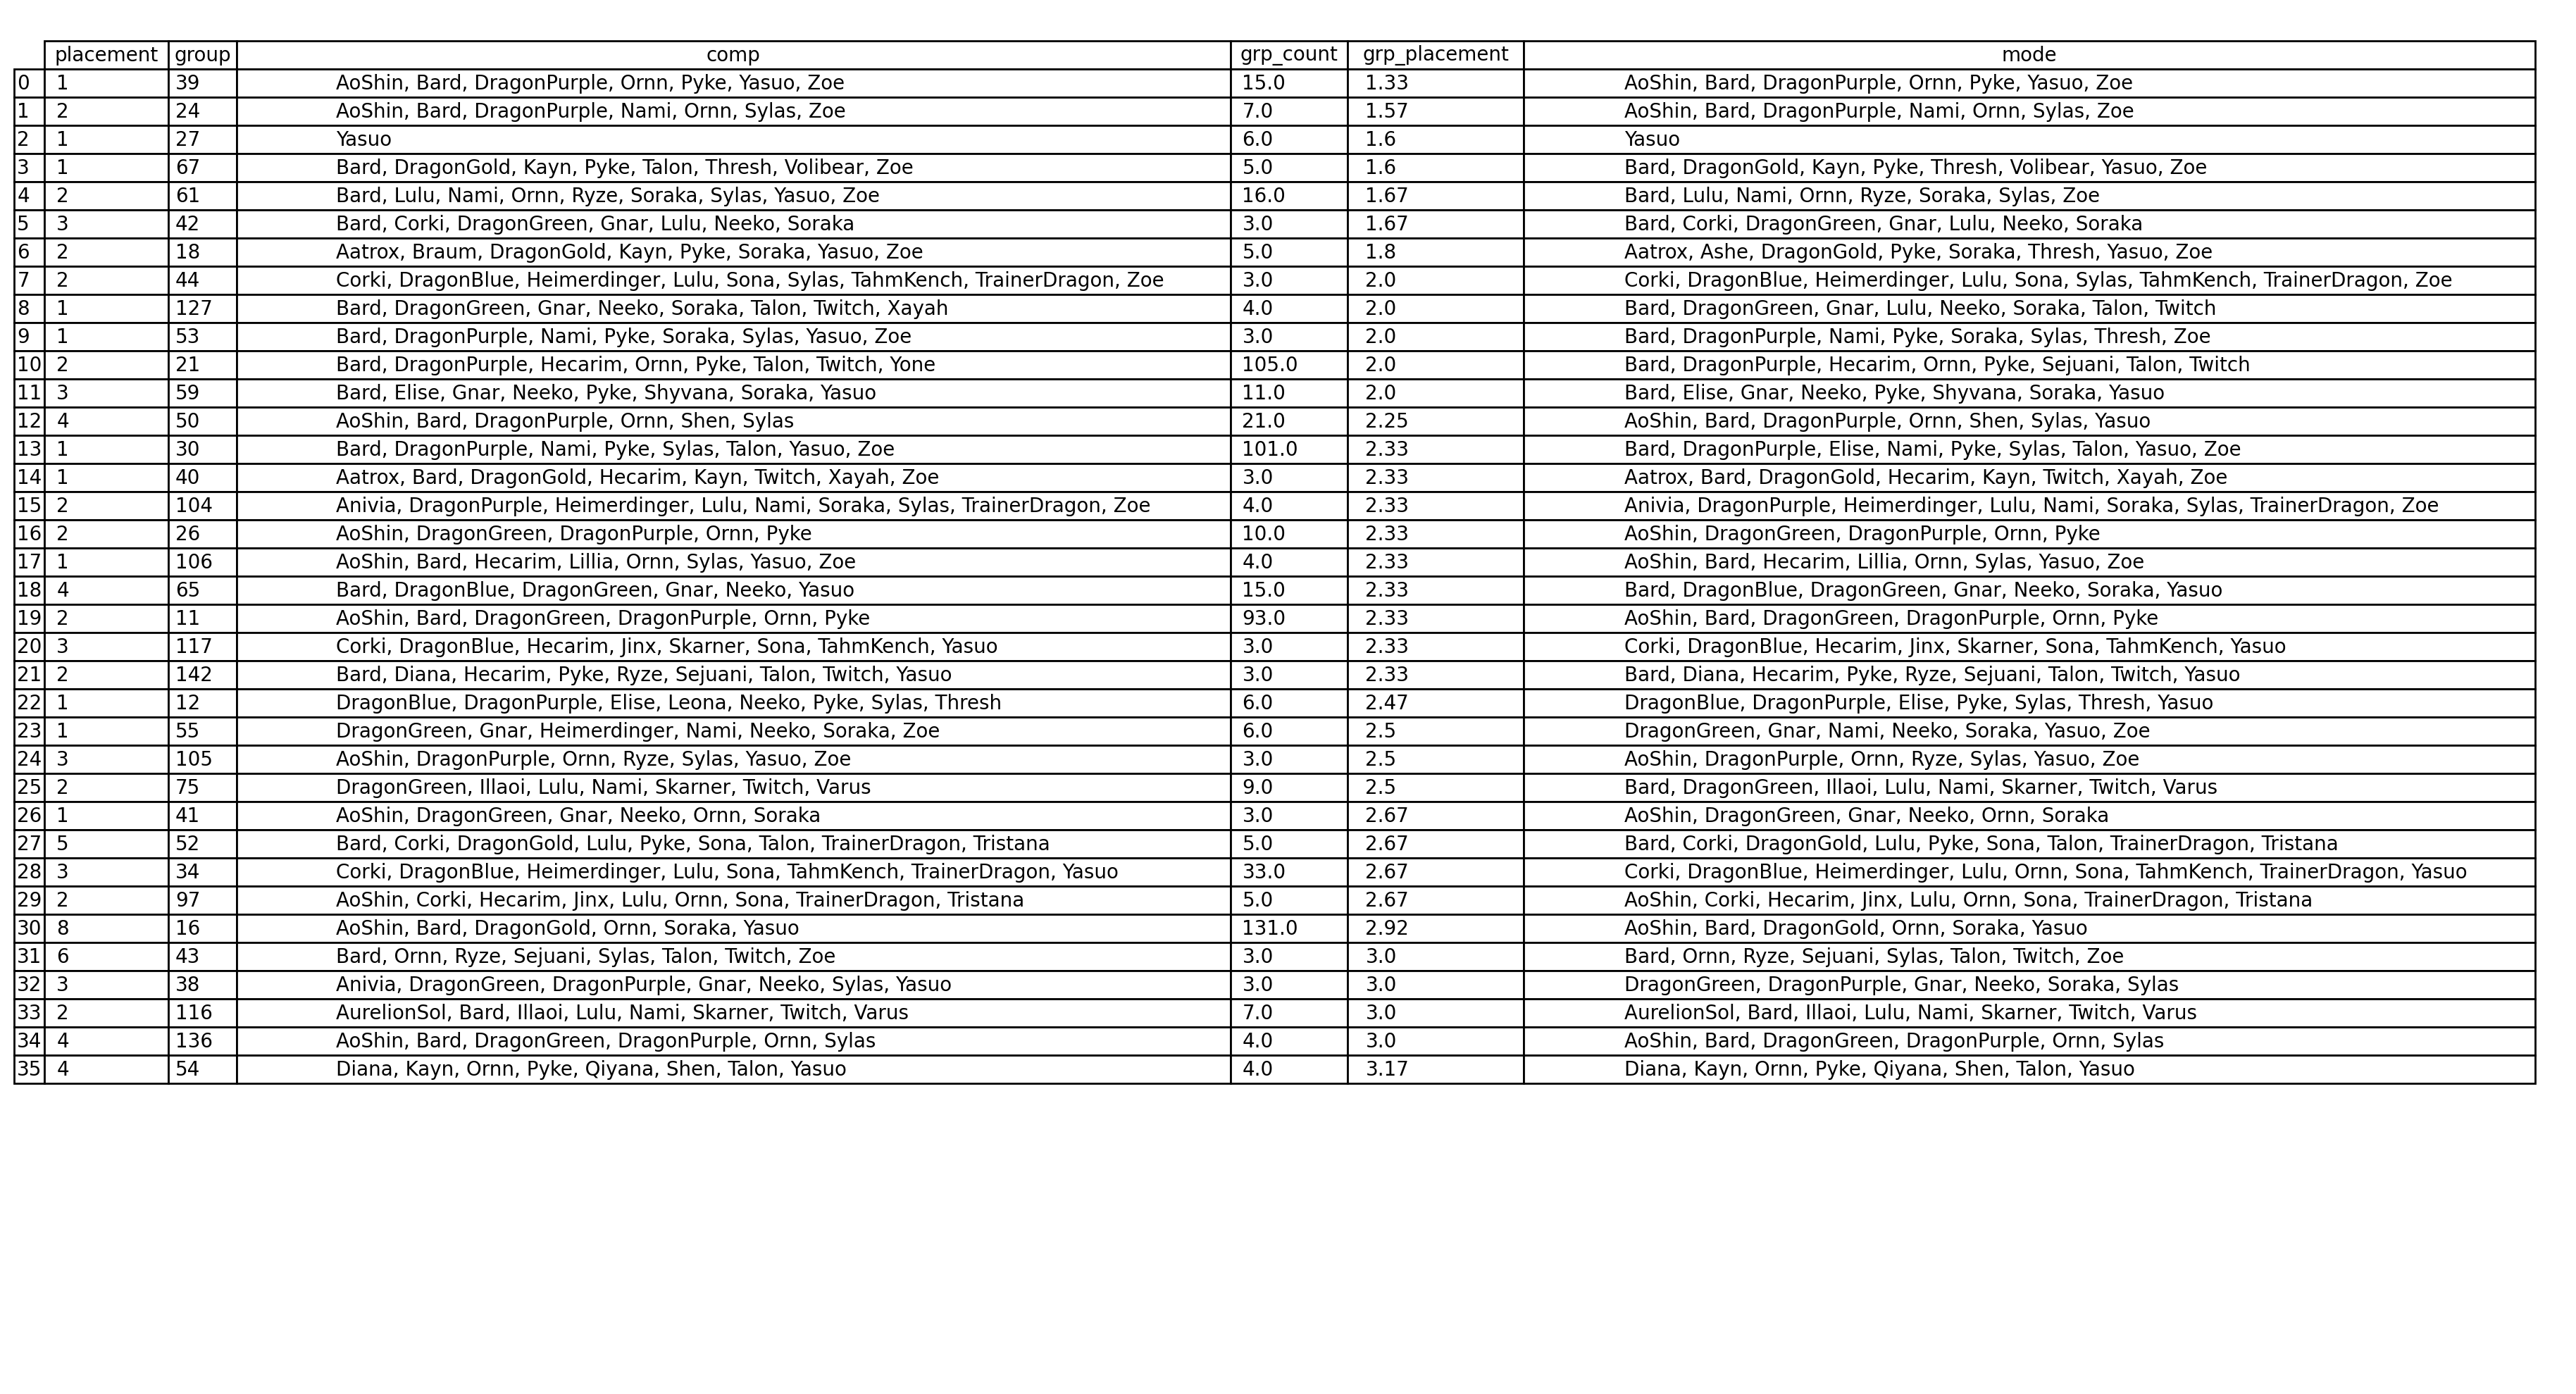 placement group comp grp_count grp_placement mode
0 1 39 AoShin, Bard, DragonPurple, Ornn, Pyke, Yasuo, Zoe 15.0 1.33 AoShin, Bard, DragonPurple, Ornn, Pyke, Yasuo, Zoe
1 2 24 AoShin, Bard, DragonPurple, Nami, Ornn, Sylas, Zoe 7.0 1.57 AoShin, Bard, DragonPurple, Nami, Ornn, Sylas, Zoe
2 1 27 Yasuo 6.0 1.6 Yasuo
3 1 67 Bard, DragonGold, Kayn, Pyke, Talon, Thresh, Volibear, Zoe 5.0 1.6 Bard, DragonGold, Kayn, Pyke, Thresh, Volibear, Yasuo, Zoe
4 2 61 Bard, Lulu, Nami, Ornn, Ryze, Soraka, Sylas, Yasuo, Zoe 16.0 1.67 Bard, Lulu, Nami, Ornn, Ryze, Soraka, Sylas, Zoe
5 3 42 Bard, Corki, DragonGreen, Gnar, Lulu, Neeko, Soraka 3.0 1.67 Bard, Corki, DragonGreen, Gnar, Lulu, Neeko, Soraka
6 2 18 Aatrox, Braum, DragonGold, Kayn, Pyke, Soraka, Yasuo, Zoe 5.0 1.8 Aatrox, Ashe, DragonGold, Pyke, Soraka, Thresh, Yasuo, Zoe
7 2 44 Corki, DragonBlue, Heimerdinger, Lulu, Sona, Sylas, TahmKench, TrainerDragon, Zoe 3.0 2.0 Corki, DragonBlue, Heimerdinger, Lulu, Sona, Sylas, TahmKench, TrainerDragon, Zoe
8 1 127 Bard, DragonGreen, Gnar, Neeko, Soraka, Talon, Twitch, Xayah 4.0 2.0 Bard, DragonGreen, Gnar, Lulu, Neeko, Soraka, Talon, Twitch
9 1 53 Bard, DragonPurple, Nami, Pyke, Soraka, Sylas, Yasuo, Zoe 3.0 2.0 Bard, DragonPurple, Nami, Pyke, Soraka, Sylas, Thresh, Zoe
10 2 21 Bard, DragonPurple, Hecarim, Ornn, Pyke, Talon, Twitch, Yone 105.0 2.0 Bard, DragonPurple, Hecarim, Ornn, Pyke, Sejuani, Talon, Twitch
11 3 59 Bard, Elise, Gnar, Neeko, Pyke, Shyvana, Soraka, Yasuo 11.0 2.0 Bard, Elise, Gnar, Neeko, Pyke, Shyvana, Soraka, Yasuo
12 4 50 AoShin, Bard, DragonPurple, Ornn, Shen, Sylas 21.0 2.25 AoShin, Bard, DragonPurple, Ornn, Shen, Sylas, Yasuo
13 1 30 Bard, DragonPurple, Nami, Pyke, Sylas, Talon, Yasuo, Zoe 101.0 2.33 Bard, DragonPurple, Elise, Nami, Pyke, Sylas, Talon, Yasuo, Zoe
14 1 40 Aatrox, Bard, DragonGold, Hecarim, Kayn, Twitch, Xayah, Zoe 3.0 2.33 Aatrox, Bard, DragonGold, Hecarim, Kayn, Twitch, Xayah, Zoe
15 2 104 Anivia, DragonPurple, Heimerdinger, Lulu, Nami, Soraka, Sylas, TrainerDragon, Zoe 4.0 2.33 Anivia, DragonPurple, Heimerdinger, Lulu, Nami, Soraka, Sylas, TrainerDragon, Zoe
16 2 26 AoShin, DragonGreen, DragonPurple, Ornn, Pyke 10.0 2.33 AoShin, DragonGreen, DragonPurple, Ornn, Pyke
17 1 106 AoShin, Bard, Hecarim, Lillia, Ornn, Sylas, Yasuo, Zoe 4.0 2.33 AoShin, Bard, Hecarim, Lillia, Ornn, Sylas, Yasuo, Zoe
18 4 65 Bard, DragonBlue, DragonGreen, Gnar, Neeko, Yasuo 15.0 2.33 Bard, DragonBlue, DragonGreen, Gnar, Neeko, Soraka, Yasuo
19 2 11 AoShin, Bard, DragonGreen, DragonPurple, Ornn, Pyke 93.0 2.33 AoShin, Bard, DragonGreen, DragonPurple, Ornn, Pyke
20 3 117 Corki, DragonBlue, Hecarim, Jinx, Skarner, Sona, TahmKench, Yasuo 3.0 2.33 Corki, DragonBlue, Hecarim, Jinx, Skarner, Sona, TahmKench, Yasuo
21 2 142 Bard, Diana, Hecarim, Pyke, Ryze, Sejuani, Talon, Twitch, Yasuo 3.0 2.33 Bard, Diana, Hecarim, Pyke, Ryze, Sejuani, Talon, Twitch, Yasuo
22 1 12 DragonBlue, DragonPurple, Elise, Leona, Neeko, Pyke, Sylas, Thresh 6.0 2.47 DragonBlue, DragonPurple, Elise, Pyke, Sylas, Thresh, Yasuo
23 1 55 DragonGreen, Gnar, Heimerdinger, Nami, Neeko, Soraka, Zoe 6.0 2.5 DragonGreen, Gnar, Nami, Neeko, Soraka, Yasuo, Zoe
24 3 105 AoShin, DragonPurple, Ornn, Ryze, Sylas, Yasuo, Zoe 3.0 2.5 AoShin, DragonPurple, Ornn, Ryze, Sylas, Yasuo, Zoe
25 2 75 DragonGreen, Illaoi, Lulu, Nami, Skarner, Twitch, Varus 9.0 2.5 Bard, DragonGreen, Illaoi, Lulu, Nami, Skarner, Twitch, Varus
26 1 41 AoShin, DragonGreen, Gnar, Neeko, Ornn, Soraka 3.0 2.67 AoShin, DragonGreen, Gnar, Neeko, Ornn, Soraka
27 5 52 Bard, Corki, DragonGold, Lulu, Pyke, Sona, Talon, TrainerDragon, Tristana 5.0 2.67 Bard, Corki, DragonGold, Lulu, Pyke, Sona, Talon, TrainerDragon, Tristana
28 3 34 Corki, DragonBlue, Heimerdinger, Lulu, Sona, TahmKench, TrainerDragon, Yasuo 33.0 2.67 Corki, DragonBlue, Heimerdinger, Lulu, Ornn, Sona, TahmKench, TrainerDragon, Yasuo
29 2 97 AoShin, Corki, Hecarim, Jinx, Lulu, Ornn, Sona, TrainerDragon, Tristana 5.0 2.67 AoShin, Corki, Hecarim, Jinx, Lulu, Ornn, Sona, TrainerDragon, Tristana
30 8 16 AoShin, Bard, DragonGold, Ornn, Soraka, Yasuo 131.0 2.92 AoShin, Bard, DragonGold, Ornn, Soraka, Yasuo
31 6 43 Bard, Ornn, Ryze, Sejuani, Sylas, Talon, Twitch, Zoe 3.0 3.0 Bard, Ornn, Ryze, Sejuani, Sylas, Talon, Twitch, Zoe
32 3 38 Anivia, DragonGreen, DragonPurple, Gnar, Neeko, Sylas, Yasuo 3.0 3.0 DragonGreen, DragonPurple, Gnar, Neeko, Soraka, Sylas
33 2 116 AurelionSol, Bard, Illaoi, Lulu, Nami, Skarner, Twitch, Varus 7.0 3.0 AurelionSol, Bard, Illaoi, Lulu, Nami, Skarner, Twitch, Varus
34 4 136 AoShin, Bard, DragonGreen, DragonPurple, Ornn, Sylas 4.0 3.0 AoShin, Bard, DragonGreen, DragonPurple, Ornn, Sylas
35 4 54 Diana, Kayn, Ornn, Pyke, Qiyana, Shen, Talon, Yasuo 4.0 3.17 Diana, Kayn, Ornn, Pyke, Qiyana, Shen, Talon, Yasuo